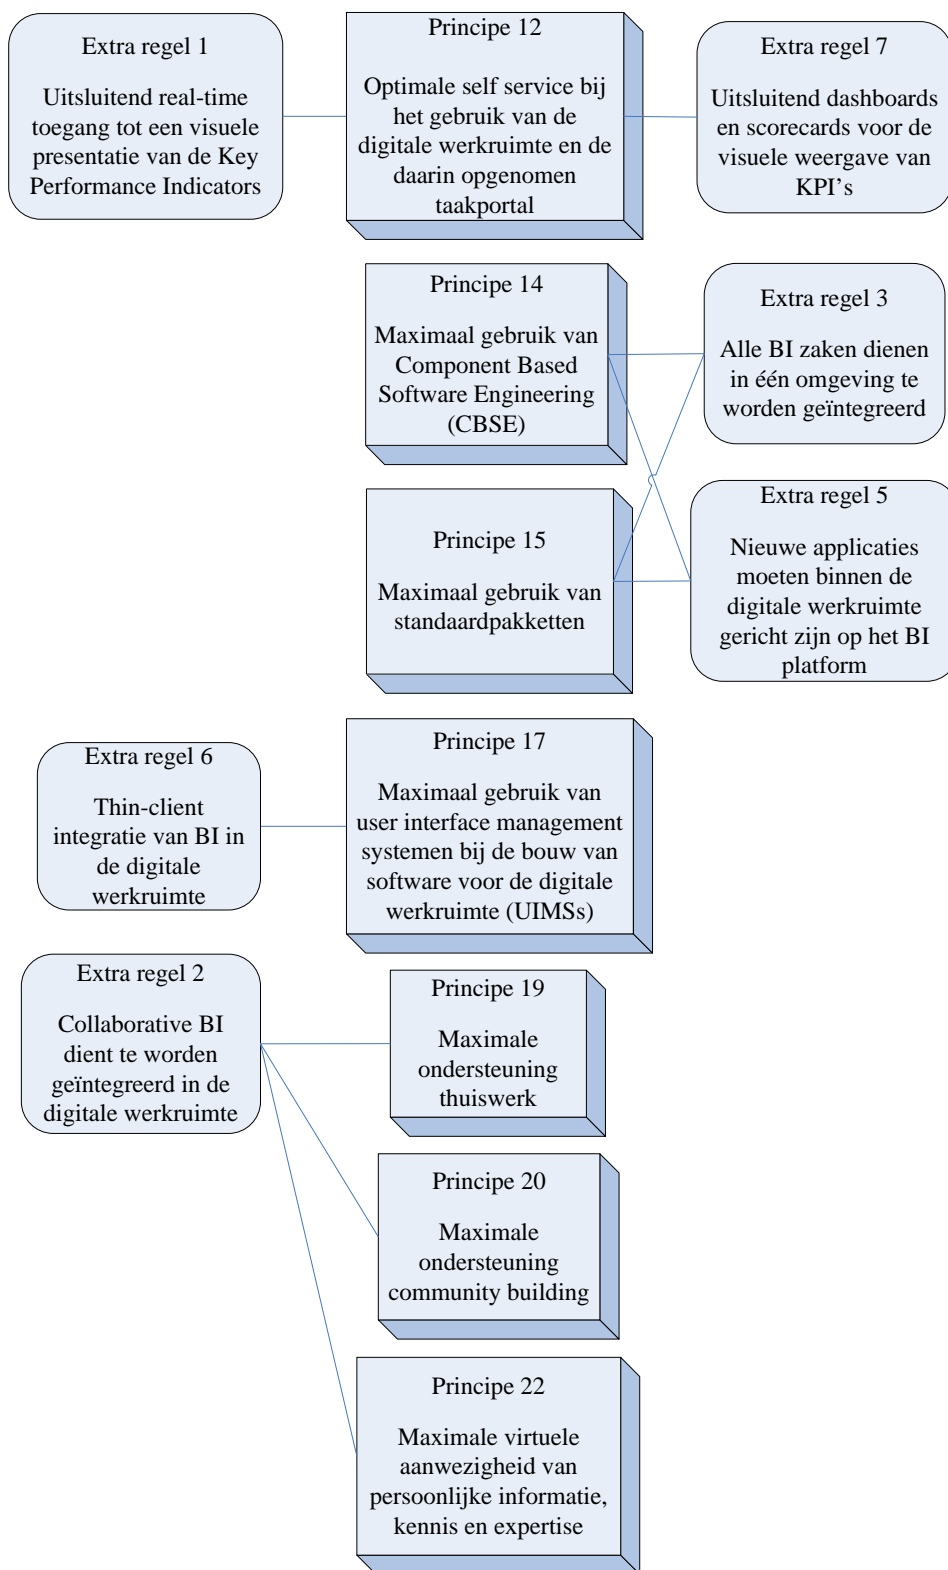 Extra regel 1
Uitsluitend real-time
toegang tot een visuele
presentatie van de Key
Performance Indicators
Principe 12
Optimale self service bij
het gebruik van de
digitale werkruimte en de
daarin opgenomen
taakportal
Extra regel 7
Uitsluitend dashboards
en scorecards voor de
visuele weergave van
KPI’s
Principe 14
Maximaal gebruik van
Component Based
Software Engineering
(CBSE)
Extra regel 3
Alle BI zaken dienen
in één omgeving te
worden geïntegreerd
Principe 15
Maximaal gebruik van
standaardpakketten
Extra regel 5
Nieuwe applicaties
moeten binnen de
digitale werkruimte
gericht zijn op het BI
platform
Extra regel 6
Thin-client
integratie van BI in
de digitale
werkruimte
Principe 17
Maximaal gebruik van
user interface management
systemen bij de bouw van
software voor de digitale
werkruimte (UIMSs)
Extra regel 2
Collaborative BI
dient te worden
geïntegreerd in de
digitale werkruimte
Principe 19
Maximale
ondersteuning
thuiswerk
Principe 20
Maximale
ondersteuning
community building
Principe 22
Maximale virtuele
aanwezigheid van
persoonlijke informatie,
kennis en expertise